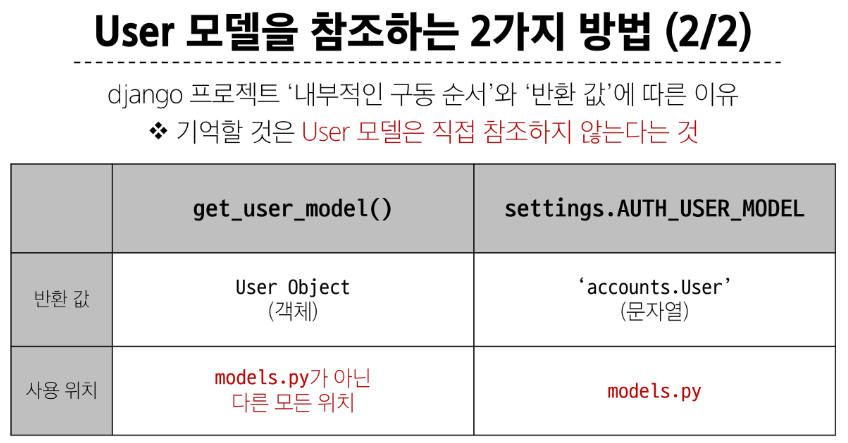 User 모델을 참조하는 2가지 방법 (2/2)
django 프로젝트 ‘내부적인 구동 순서’와 ‘반환 값’에 따른 이유
❖ 기억할 것은 User 모델은 직접 참조하지 않는다는 것
get_user_model()
settings.AUTH_USER_MODEL
반환 값
User Object
(객체)
‘accounts.User’
(문자열)
사용 위치
models.py가 아닌
다른 모든 위치
models.py